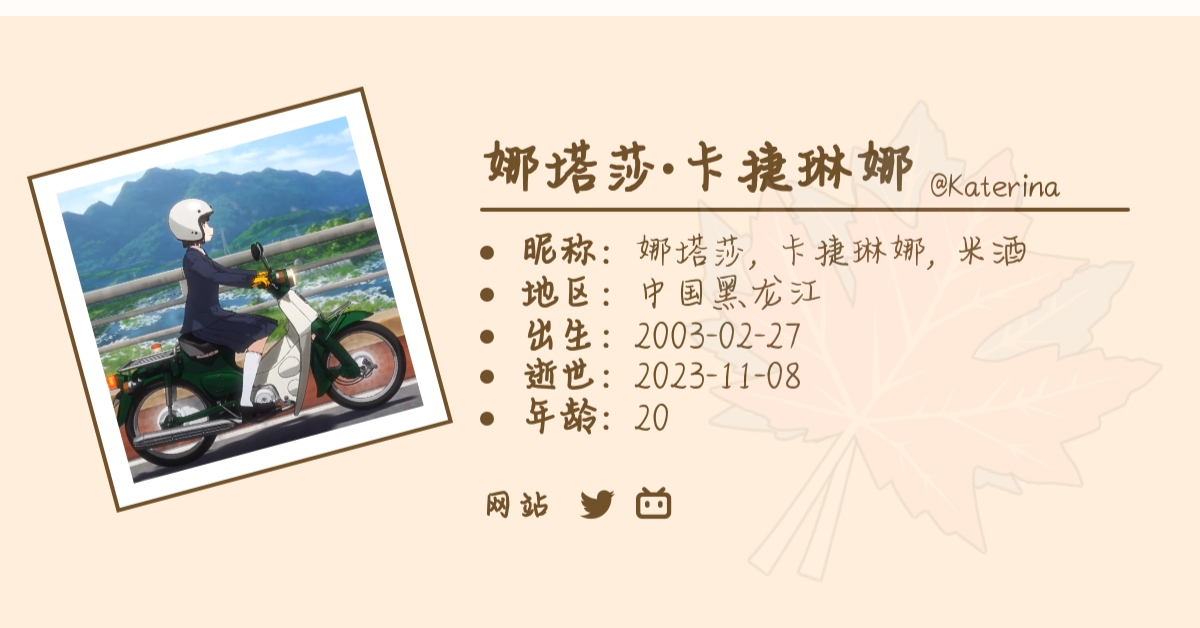 娜塔莎·卡捷琳娜 @Katerina
昵称： 娜塔莎, 卡捷琳娜, 米酒
地区： 中国黑龙江
出生： 2003-02-27
逝世： 2023-11-08
年龄： 20
网站